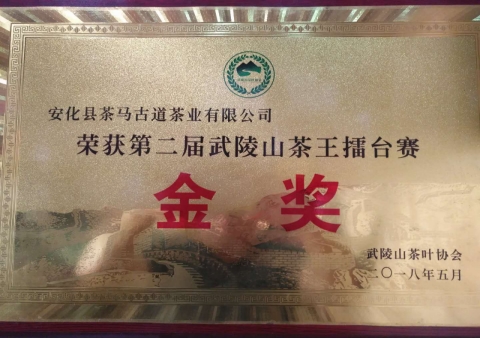 安化县茶马古道茶业有限公司
荣获第二届武陵山茶王擂台赛
金奖
武陵山茶叶协会
二〇一八年五月